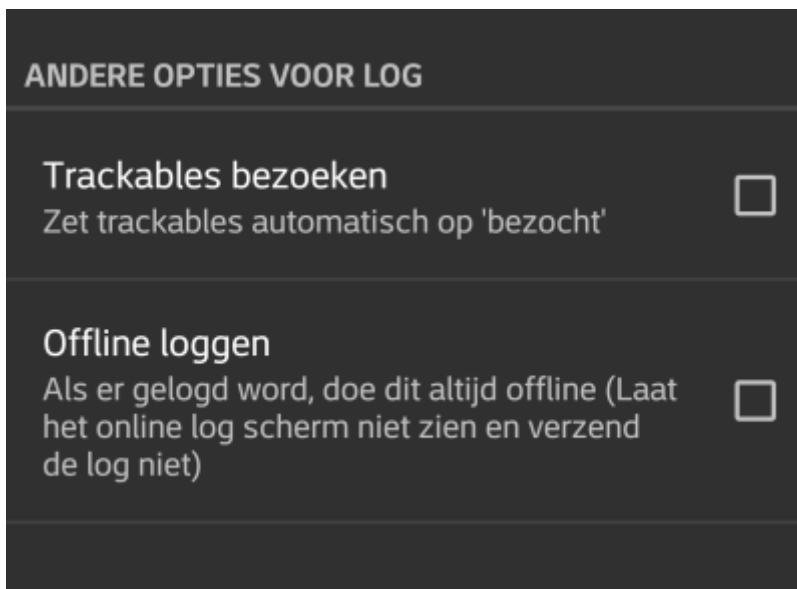 ANDERE OPTIES VOOR LOG
Trackables bezoeken
Zet trackables automatisch op 'bezocht'
Offline loggen
Als er gelogd word, doe dit altijd offline (Laat
het online log scherm niet zien en verzend
de log niet)